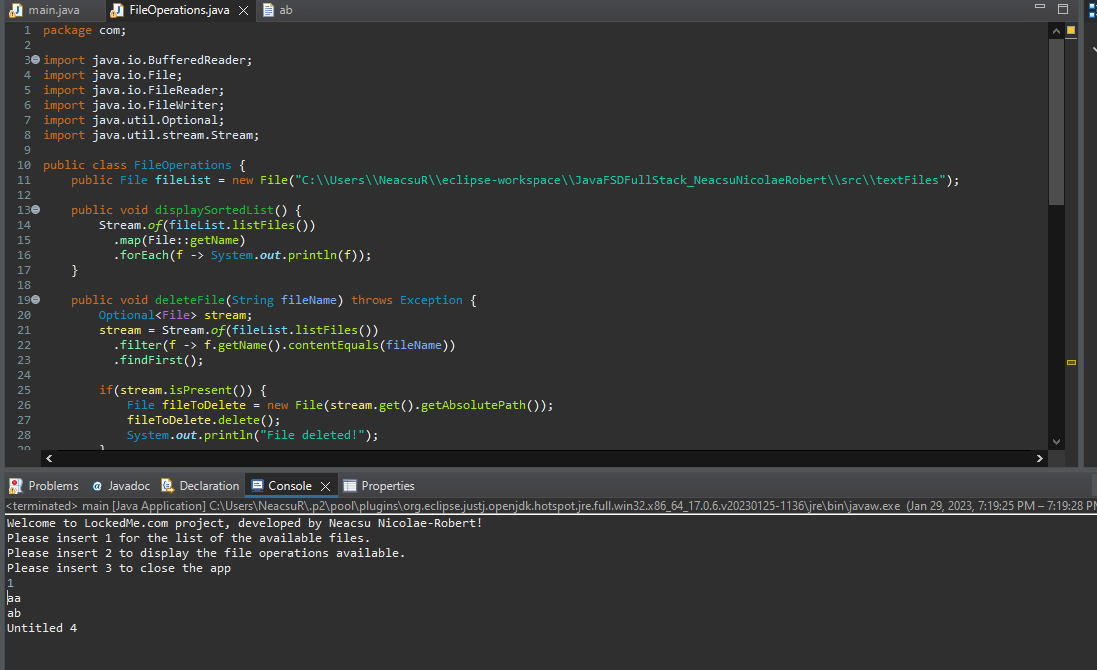 main.java FileOperations.java ab
1 package com;
2
3 import java.io.BufferedReader;
4 import java.io.File;
5 import java.io.FileReader;
6 import java.io.FileWriter;
7 import java.util.Optional;
8 import java.util.stream.Stream;
9
10 public class FileOperations {
11 public File fileList = new File("C:\\Users\\NeacsuR\\eclipse-workspace\\JavaFSDFullStack_NeacsuNicolaeRobert\\src\\textFiles");
12
13 public void displaySortedList() {
14 Stream.of(fileList.listFiles())
15 .map(File::getName)
16 .forEach(f -> System.out.println(f));
17 }
18
19 public void deleteFile(String fileName) throws Exception {
20 Optional<File> stream;
21 stream = Stream.of(fileList.listFiles())
22 .filter(f -> f.getName().contentEquals(fileName))
23 .findFirst();
24
25 if(stream.isPresent()) {
26 File fileToDelete = new File(stream.get().getAbsolutePath());
27 fileToDelete.delete();
28 System.out.println("File deleted!");
29 }
Problems Javadoc Declaration Console Properties
<terminated> main [Java Application] C:\Users\NeacsuR\.p2\pool\plugins\org.eclipse.justj.openjdk.hotspot.jre.full.win32.x86_64_17.0.6.v20230125-1136\jre\bin\javaw.exe (Jan 29, 2023, 7:19:25 PM – 7:19:28 PM
Welcome to LockedMe.com project, developed by Neacsu Nicolae-Robert!
Please insert 1 for the list of the available files.
Please insert 2 to display the file operations available.
Please insert 3 to close the app
1
aa
ab
Untitled 4